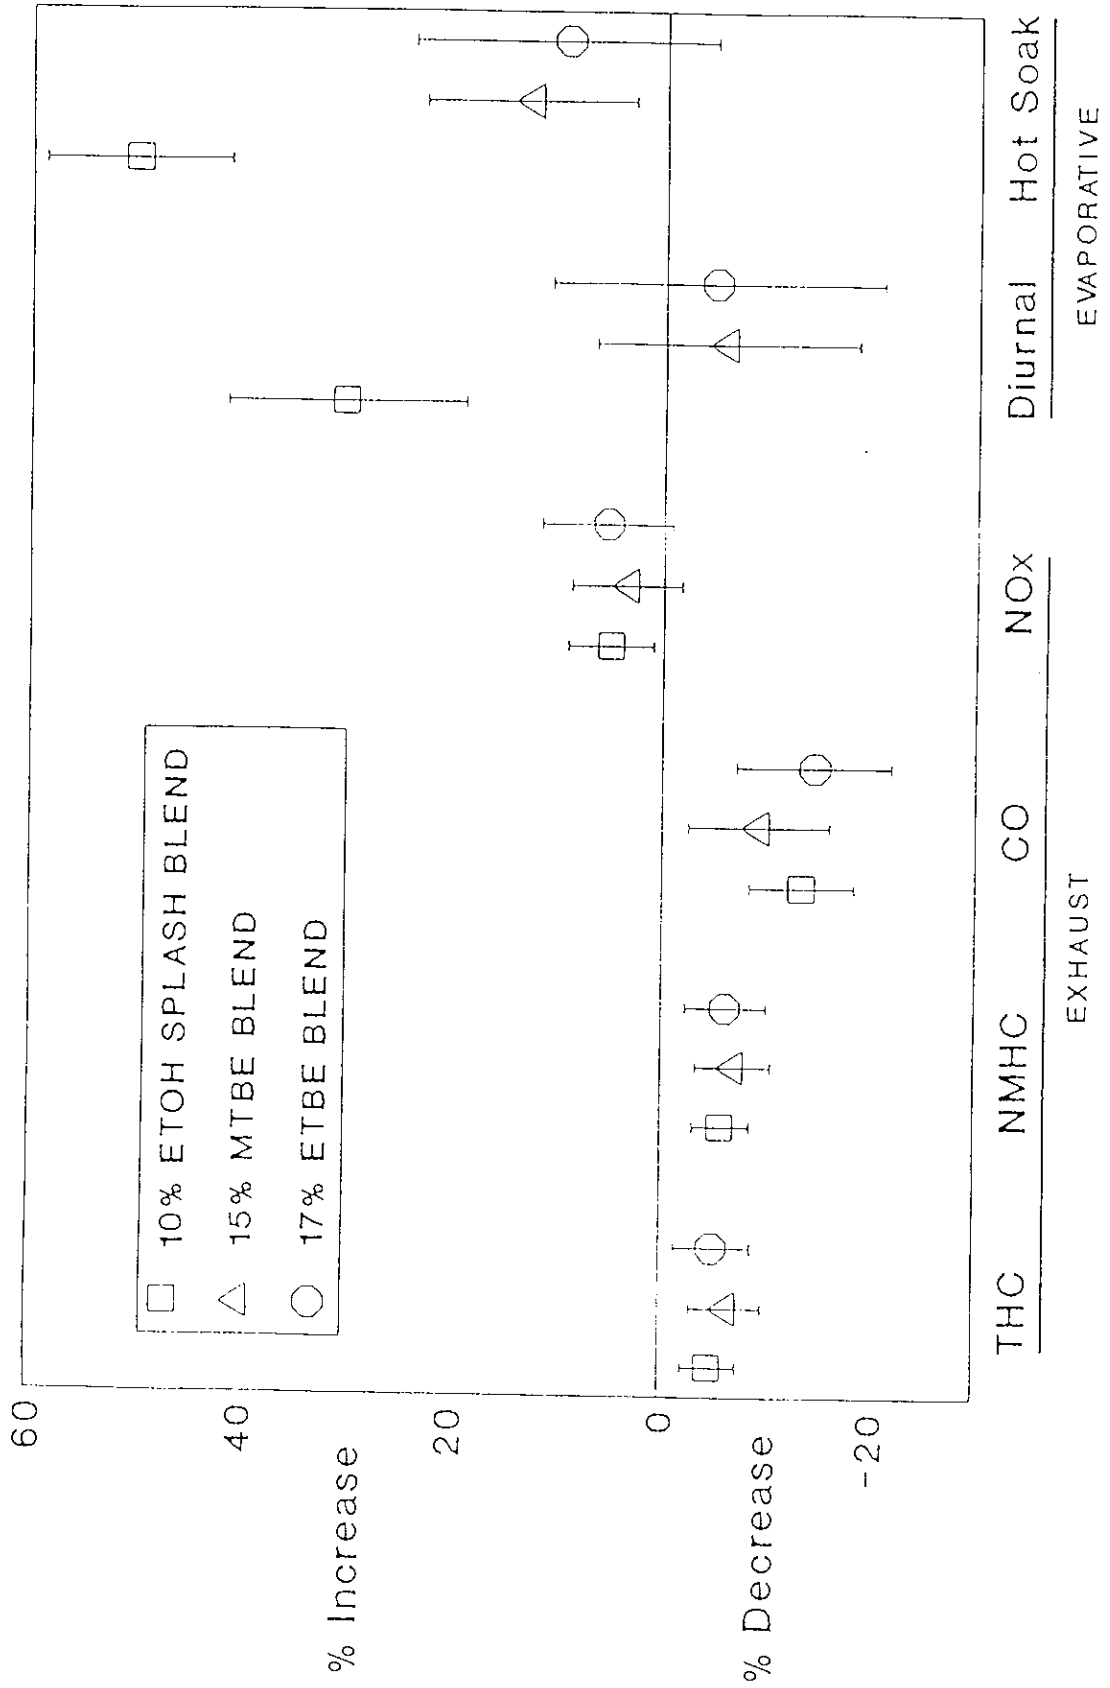 60
40
20
0
-20
% Increase
% Decrease
10% ETOH SPLASH BLEND
15% MTBE BLEND
17% ETBE BLEND
THC NMHC CO NOx Diurnal Hot Soak
EXHAUST EVAPORATIVE